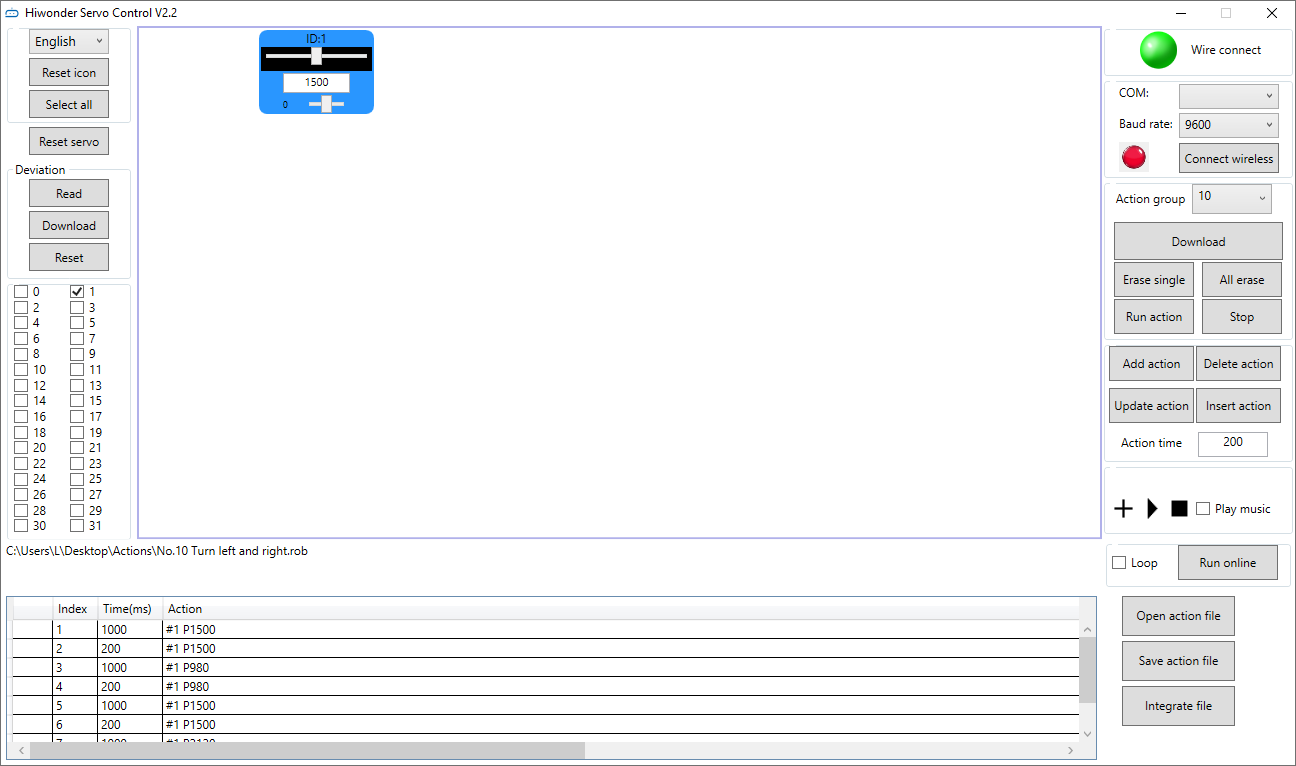 Hiwonder Servo Control V2.2
English
Reset icon
Select all
Reset servo
Deviation
Read
Download
Reset
0 1
2 3
4 5
6 7
8 9
10 11
12 13
14 15
16 17
18 19
20 21
22 23
24 25
26 27
28 29
30 31
ID:1
1500
0
Wire connect
COM:
Baud rate: 9600
Connect wireless
Action group 10
Download
Erase single All erase
Run action Stop
Add action Delete action
Update action Insert action
Action time 200
Play music
Loop Run online
Open action file
Save action file
Integrate file
C:\Users\L\Desktop\Actions\No.10 Turn left and right.rob
Index Time(ms) Action
1 1000 #1 P1500
2 200 #1 P1500
3 1000 #1 P980
4 200 #1 P980
5 1000 #1 P1500
6 200 #1 P1500